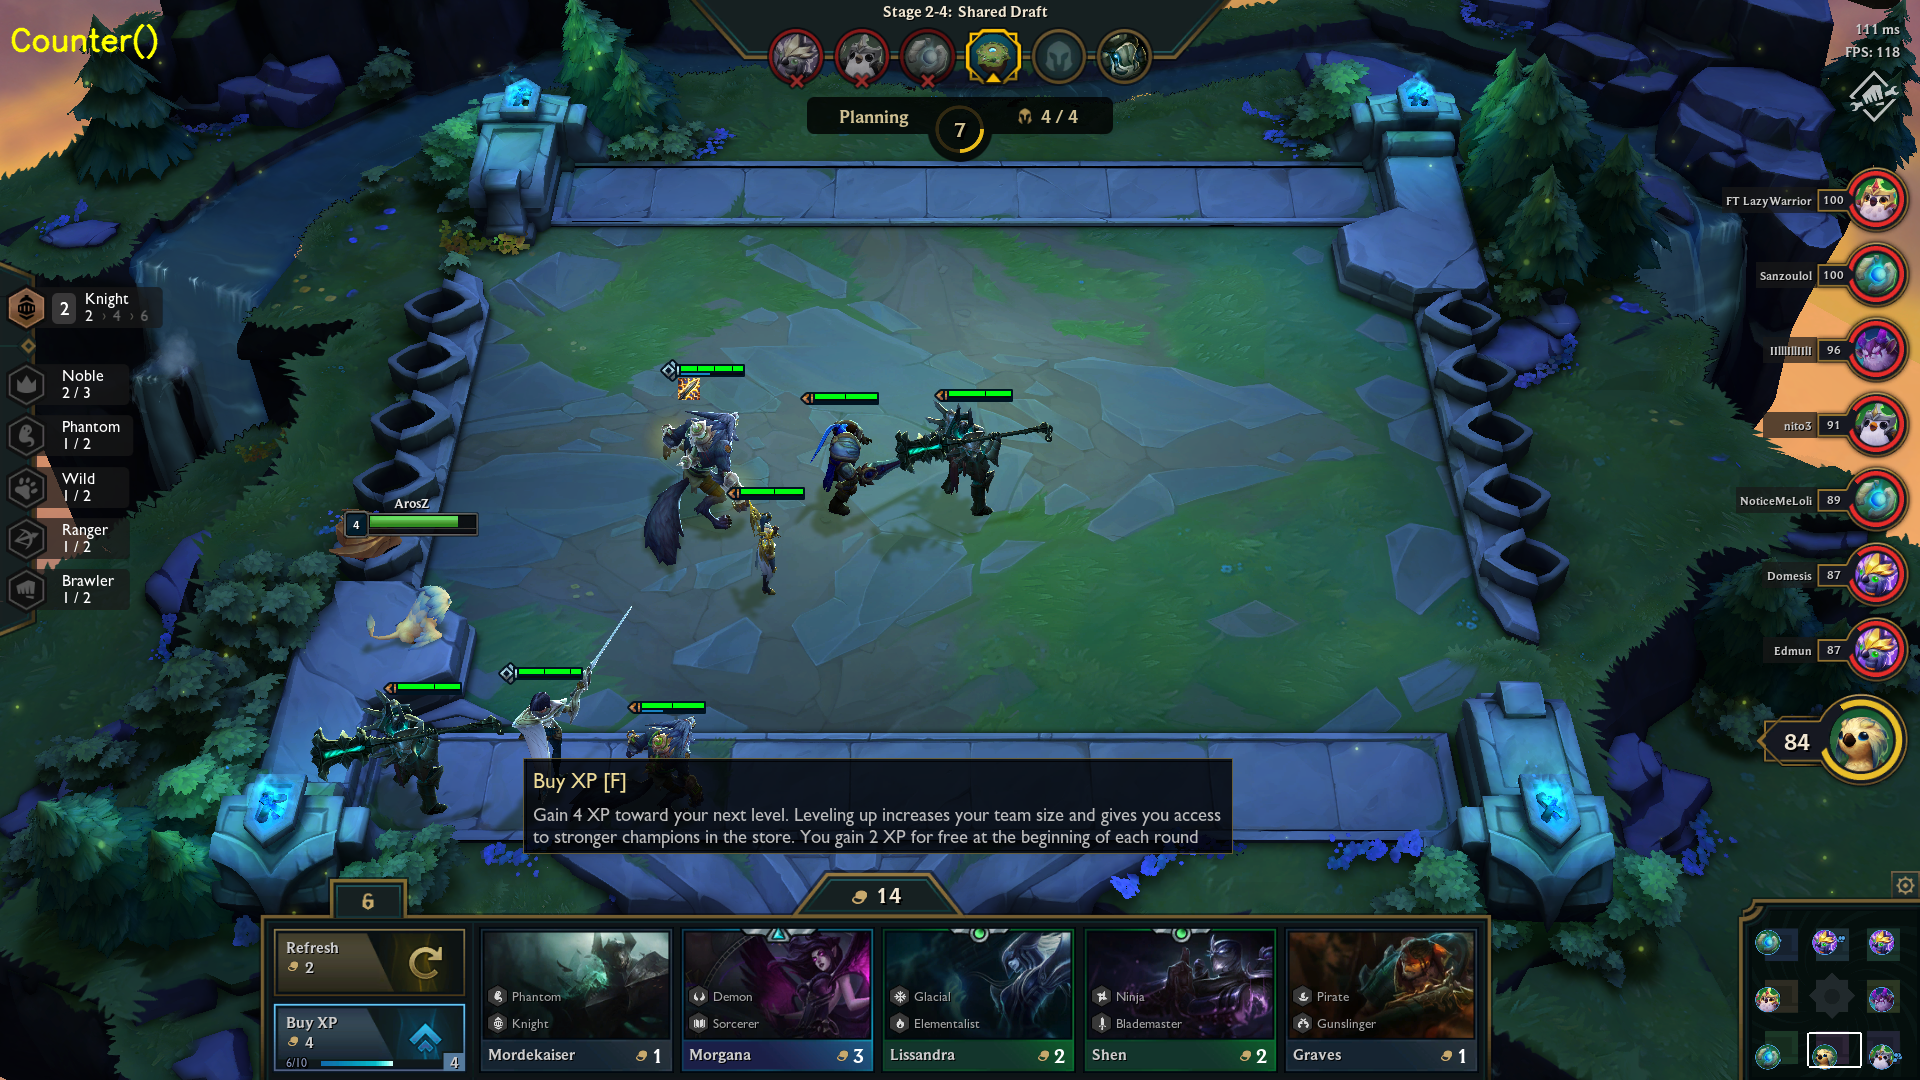 Counter()
Stage 2-4: Shared Draft
111 ms
FPS: 118
Planning
7
4 / 4
FT LazyWarrior 100
Sanzoulol 100
96
nito3 91
NoticeMeLoli 89
Domesis 87
Edmun 87
84
2
Knight
2 › 4 › 6
Noble
2 / 3
Phantom
1 / 2
Wild
1 / 2
Ranger
1 / 2
Brawler
1 / 2
ArosZ
4
Buy XP [F]
Gain 4 XP toward your next level. Leveling up increases your team size and gives you access
to stronger champions in the store. You gain 2 XP for free at the beginning of each round
6
14
Refresh
2
Buy XP
4
6/10
4
Phantom
Knight
Mordekaiser 1
Demon
Sorcerer
Morgana 3
Glacial
Elementalist
Lissandra 2
Ninja
Blademaster
Shen 2
Pirate
Gunslinger
Graves 1